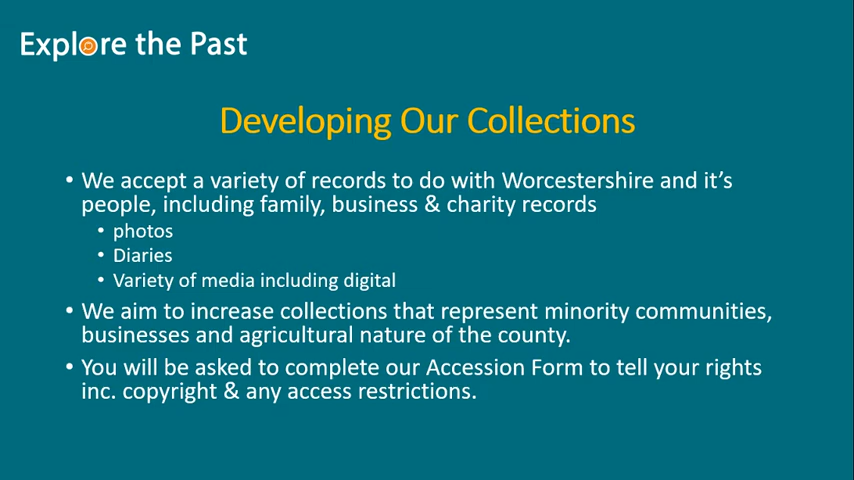 Explore the Past
Developing Our Collections
• We accept a variety of records to do with Worcestershire and it's
people, including family, business & charity records
• photos
• Diaries
• Variety of media including digital
• We aim to increase collections that represent minority communities,
businesses and agricultural nature of the county.
• You will be asked to complete our Accession Form to tell your rights
inc. copyright & any access restrictions.